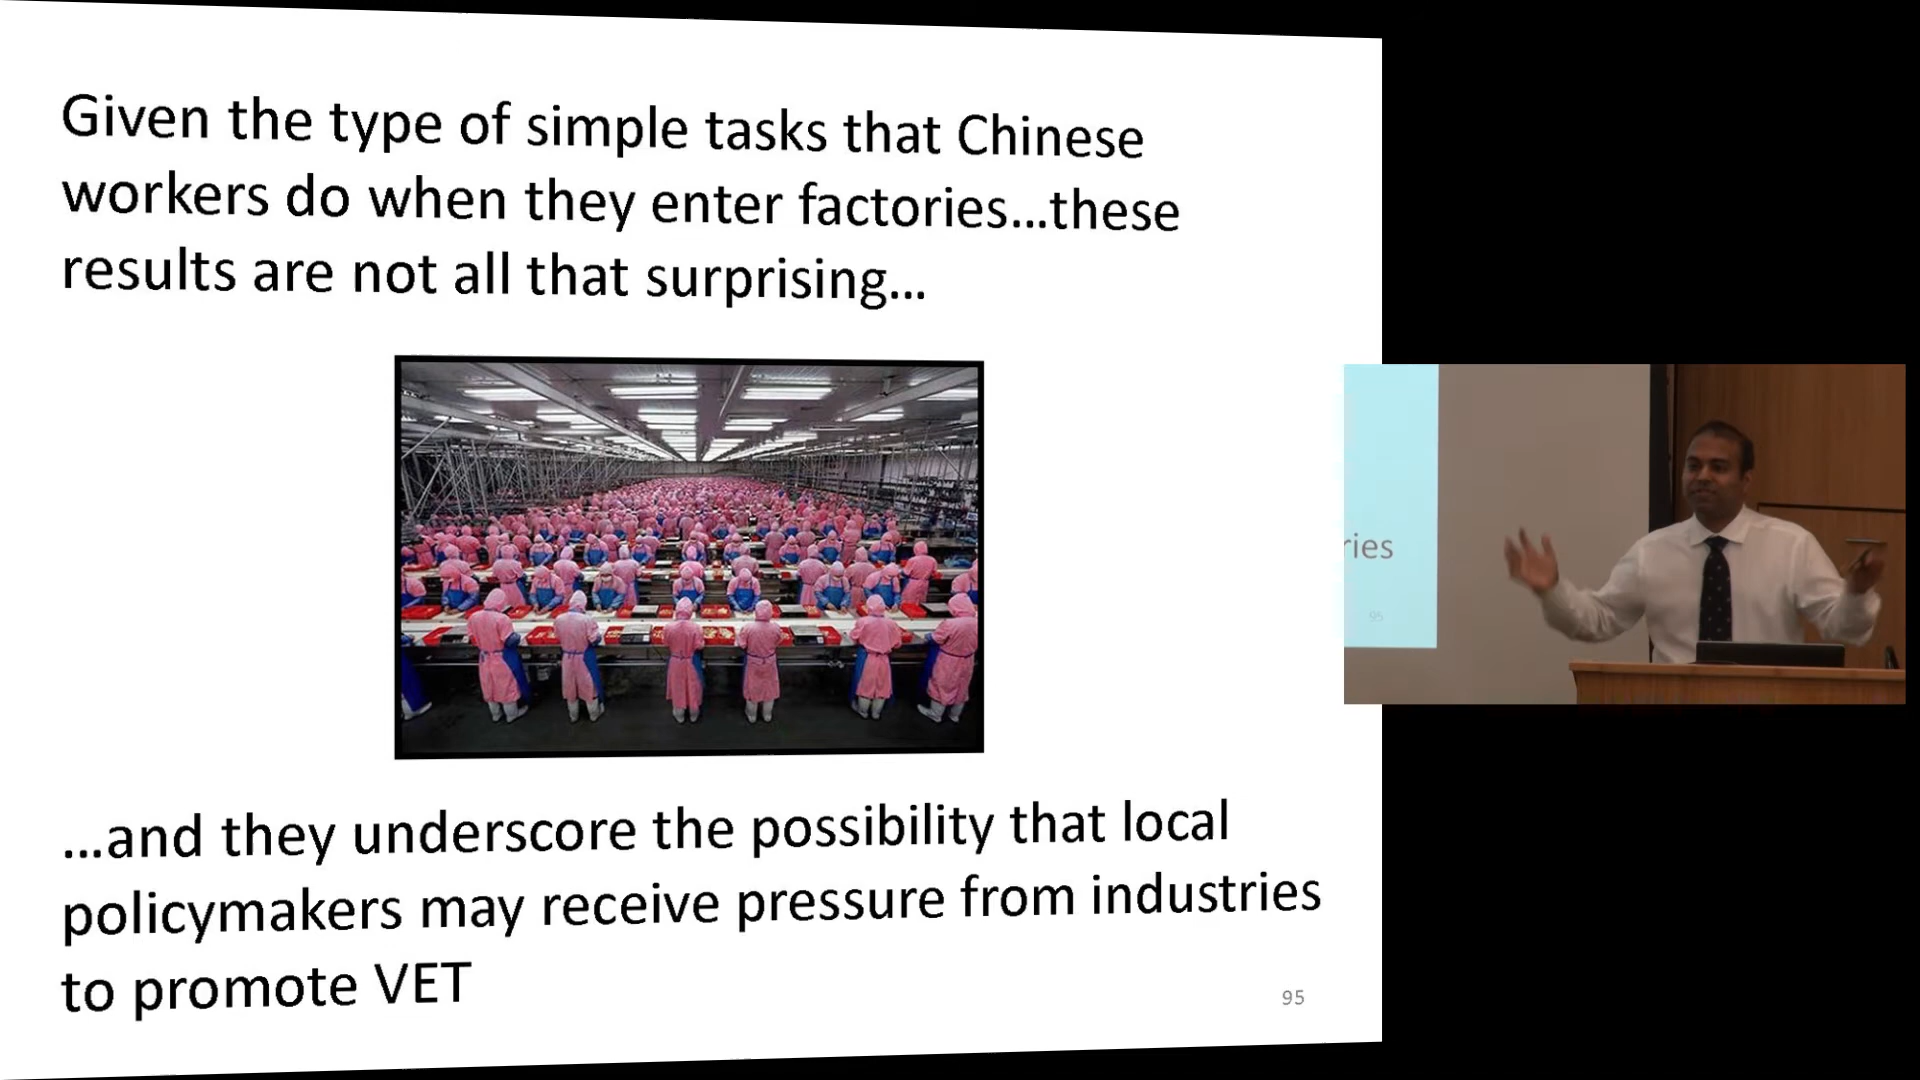 Given the type of simple tasks that Chinese
workers do when they enter factories...these
results are not all that surprising...
...and they underscore the possibility that local
policymakers may receive pressure from industries
to promote VET
95
ries
95